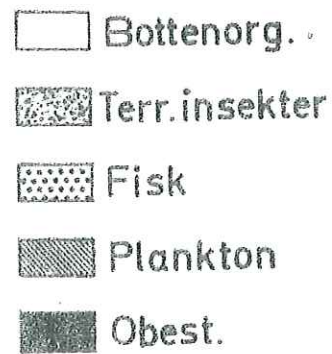 Bottenorg.
Terr.insekter
Fisk
Plankton
Obest.